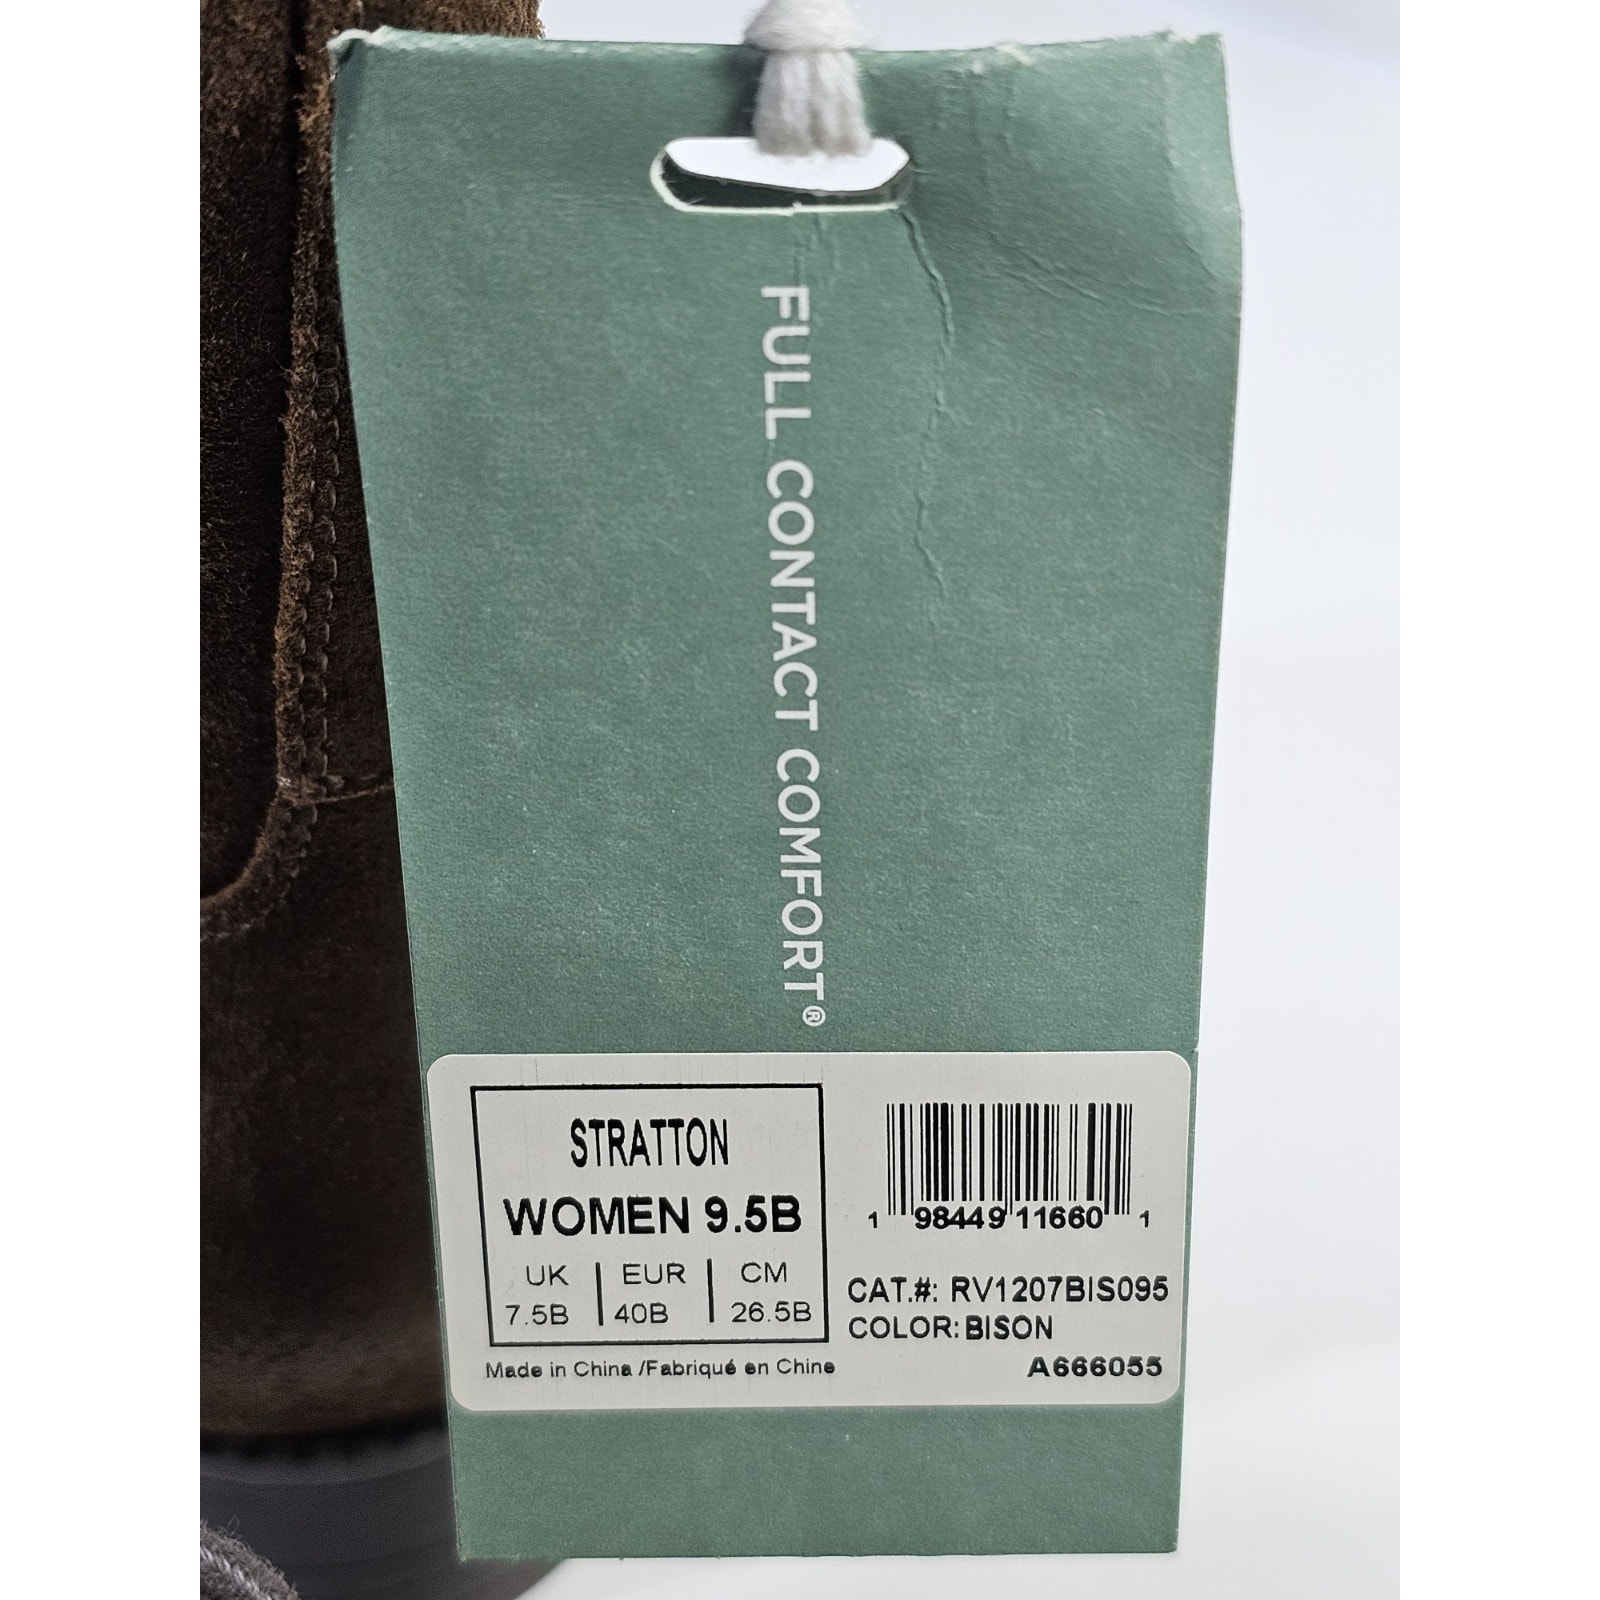 FULL CONTACT COMFORT®
STRATTON
WOMEN 9.5B
UK | EUR | CM
7.5B | 40B | 26.5B
Made in China /Fabriqué en Chine
1 98449 11660 1
CAT.#: RV1207BIS095
COLOR: BISON
A666055